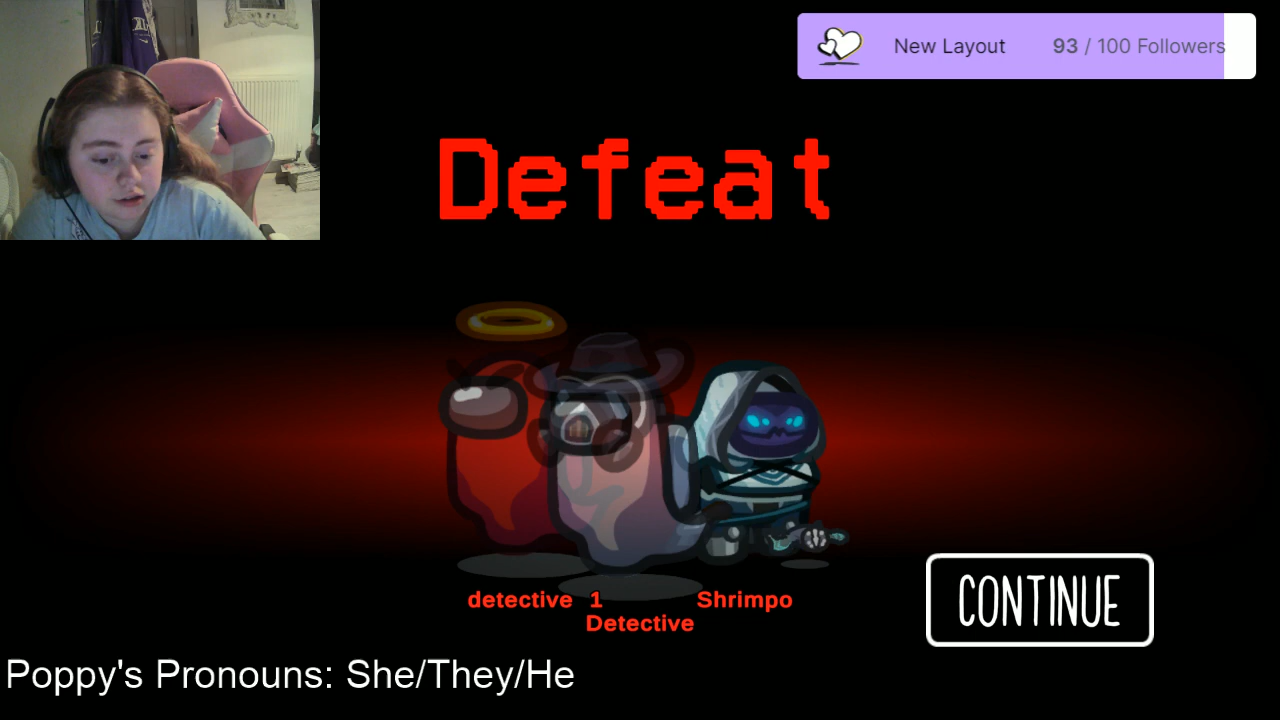 New Layout 93 / 100 Followers
Defeat
detective 1 Shrimpo
Detective
CONTINUE
Poppy's Pronouns: She/They/He